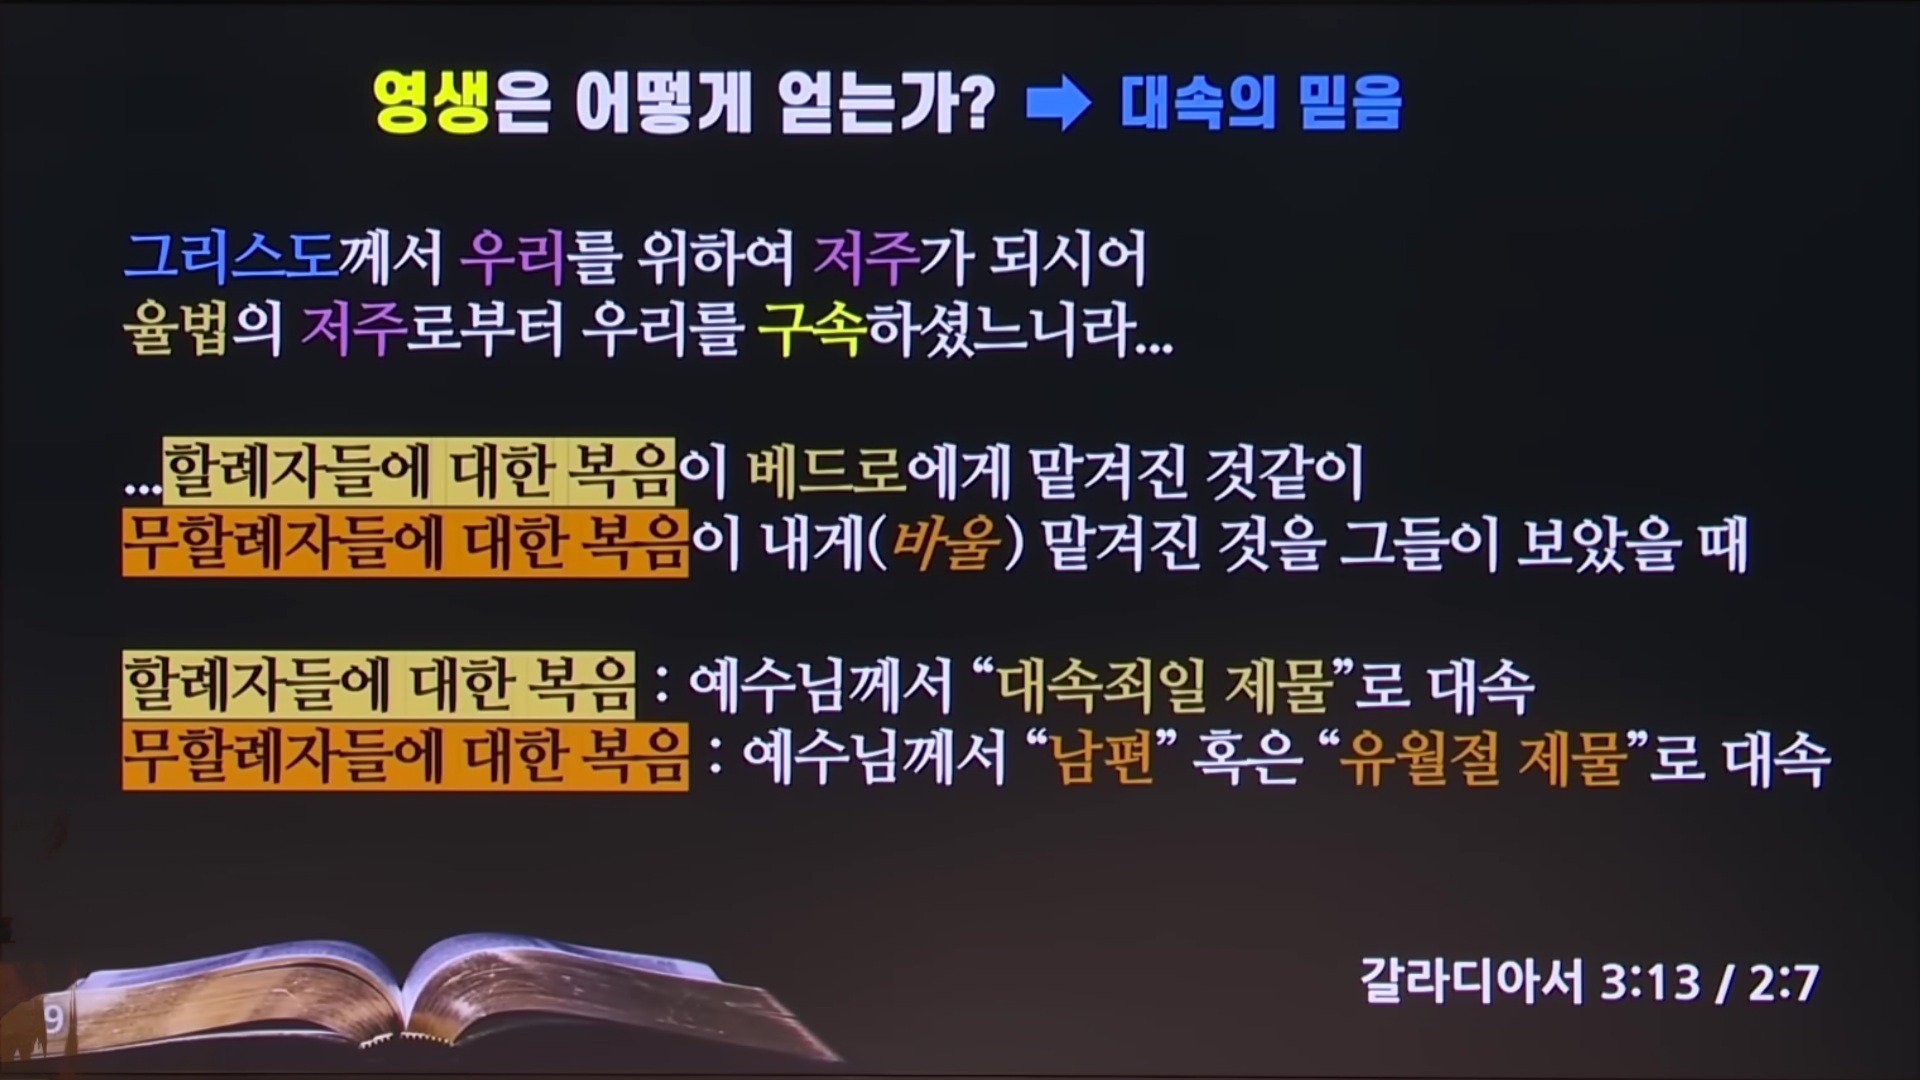 영생은 어떻게 얻는가? ➡ 대속의 믿음
그리스도께서 우리를 위하여 저주가 되시어
율법의 저주로부터 우리를 구속하셨느니라...
...할례자들에 대한 복음이 베드로에게 맡겨진 것같이
무할례자들에 대한 복음이 내게(바울) 맡겨진 것을 그들이 보았을 때
할례자들에 대한 복음 : 예수님께서 “대속죄일 제물”로 대속
무할례자들에 대한 복음 : 예수님께서 “남편” 혹은 “유월절 제물”로 대속
갈라디아서 3:13 / 2:7
9